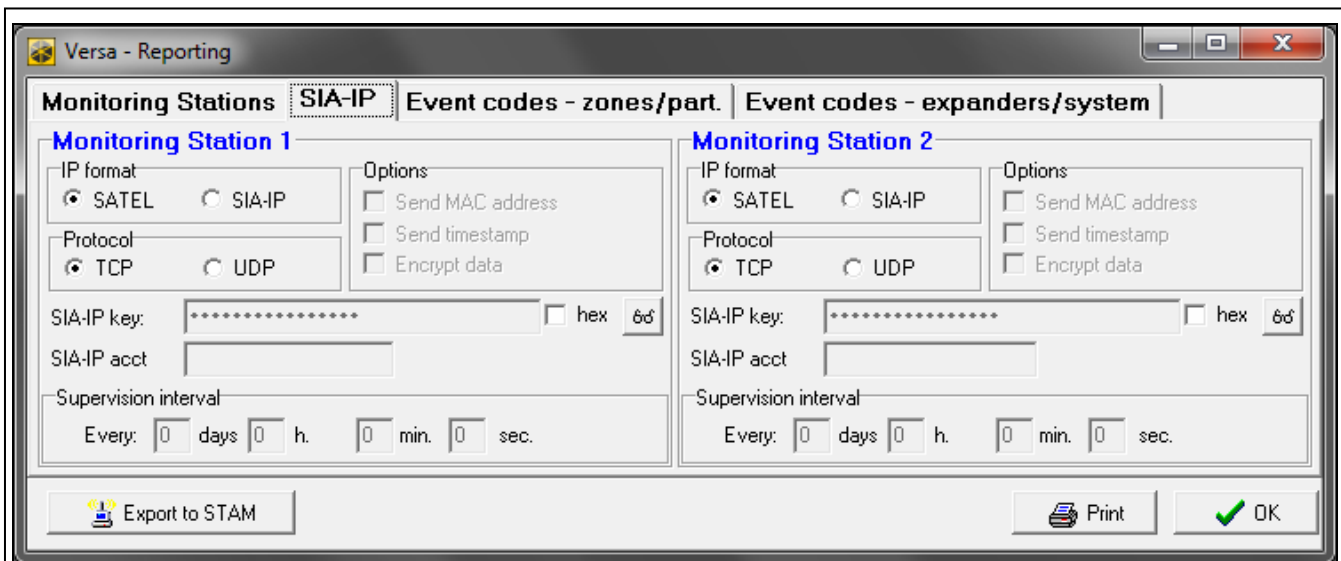 Versa - Reporting
Monitoring Stations SIA-IP Event codes - zones/part. Event codes - expanders/system
Monitoring Station 1
IP format
SATEL SIA-IP
Options
Send MAC address
Send timestamp
Encrypt data
Protocol
TCP UDP
SIA-IP key: **************** hex
SIA-IP acct
Supervision interval
Every: 0 days 0 h. 0 min. 0 sec.
Monitoring Station 2
IP format
SATEL SIA-IP
Options
Send MAC address
Send timestamp
Encrypt data
Protocol
TCP UDP
SIA-IP key: **************** hex
SIA-IP acct
Supervision interval
Every: 0 days 0 h. 0 min. 0 sec.
Export to STAM Print OK